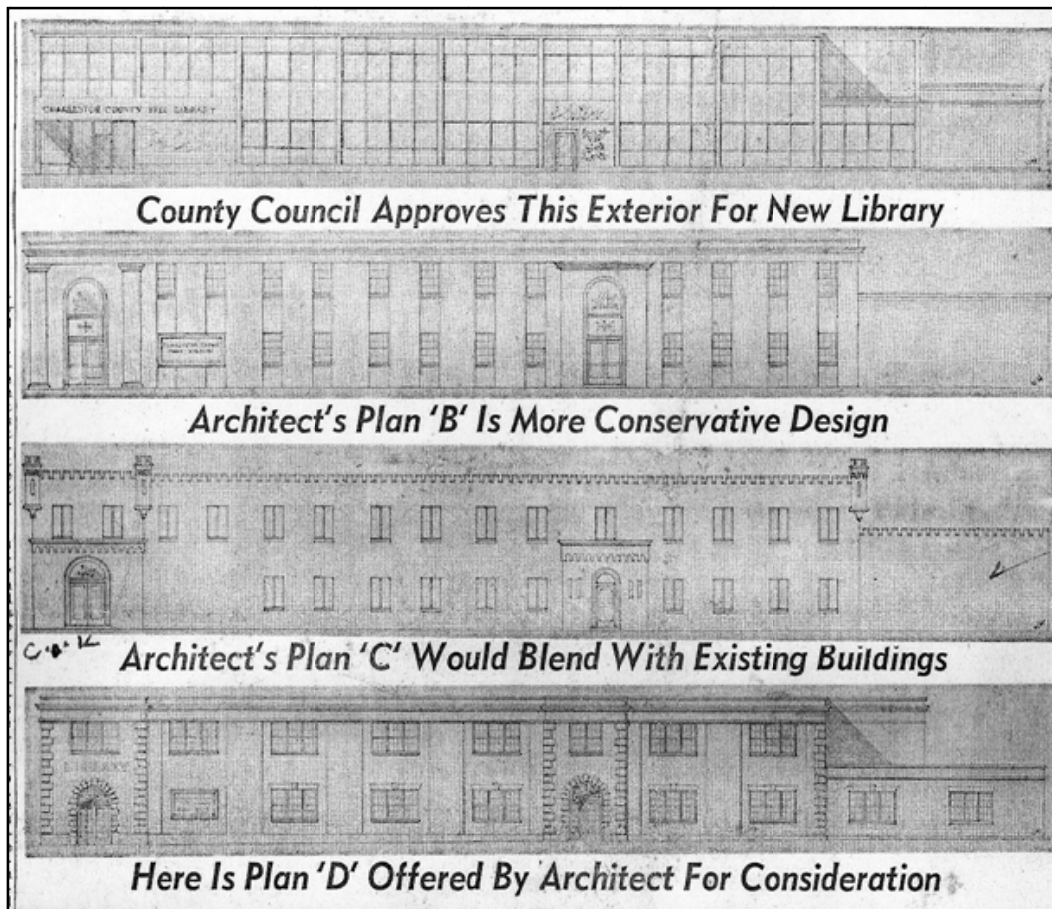 CHARLESTON COUNTY FREE LIBRARY
County Council Approves This Exterior For New Library
Architect's Plan 'B' Is More Conservative Design
Architect's Plan 'C' Would Blend With Existing Buildings
LIBRARY
Here Is Plan 'D' Offered By Architect For Consideration